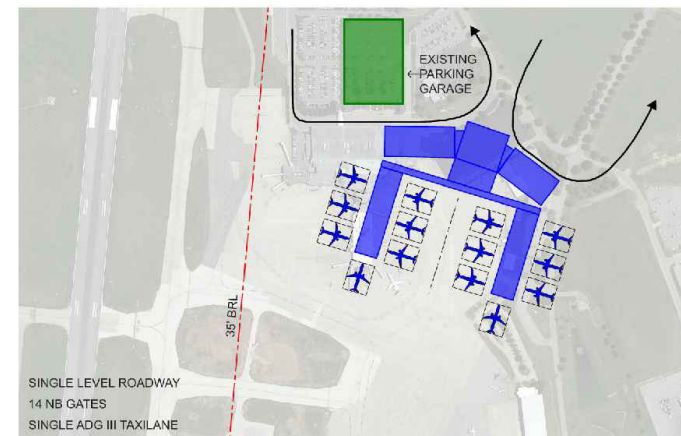 EXISTING
PARKING
GARAGE
35' BRL
SINGLE LEVEL ROADWAY
14 NB GATES
SINGLE ADG III TAXILANE